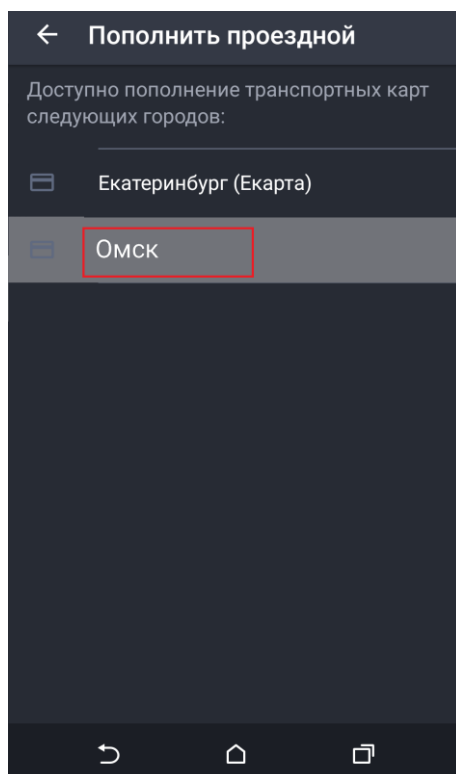 Пополнить проездной
Доступно пополнение транспортных карт
следующих городов:
Екатеринбург (Екарта)
Омск